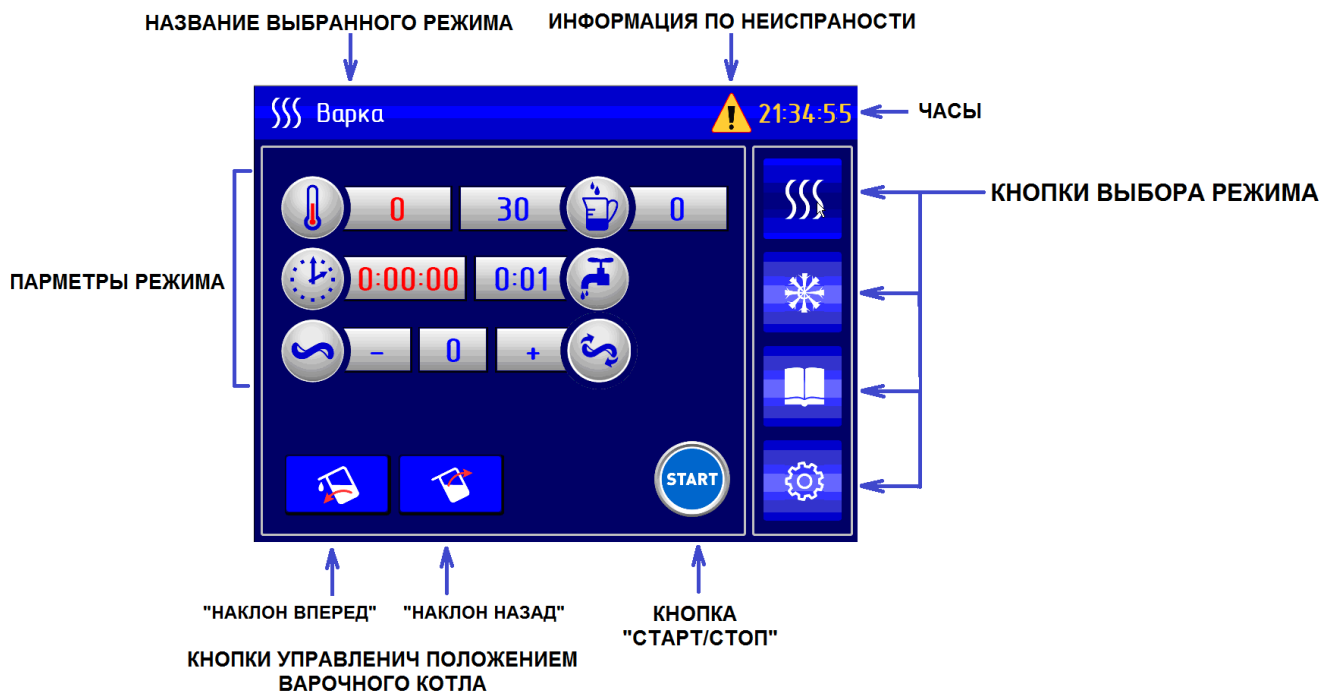 НАЗВАНИЕ ВЫБРАННОГО РЕЖИМА
ИНФОРМАЦИЯ ПО НЕИСПРАНОСТИ
Варка
21:34:55
ЧАСЫ
КНОПКИ ВЫБОРА РЕЖИМА
0 30 0
ПАРМЕТРЫ РЕЖИМА
0:00:00 0:01
- 0 +
START
"НАКЛОН ВПЕРЕД" "НАКЛОН НАЗАД"
КНОПКИ УПРАВЛЕНИЧ ПОЛОЖЕНИЕМ
ВАРОЧНОГО КОТЛА
КНОПКА
"СТАРТ/СТОП"